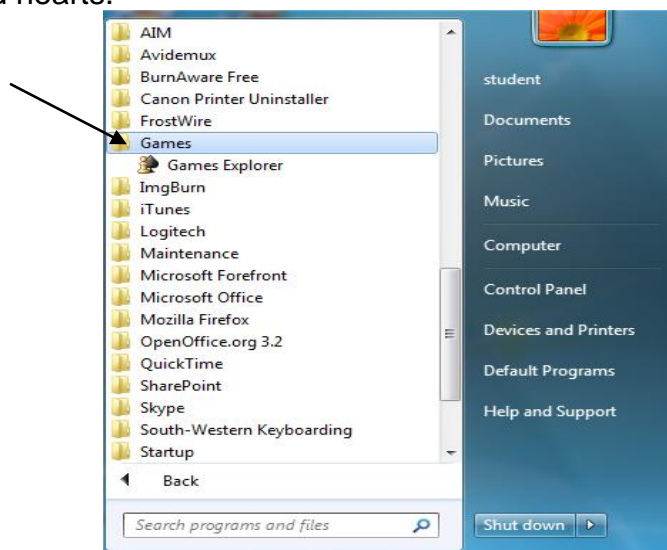 hearts.
AIM
Avidemux
BurnAware Free
Canon Printer Uninstaller
FrostWire
Games
Games Explorer
ImgBurn
iTunes
Logitech
Maintenance
Microsoft Forefront
Microsoft Office
Mozilla Firefox
OpenOffice.org 3.2
QuickTime
SharePoint
Skype
South-Western Keyboarding
Startup
Back
Search programs and files
student
Documents
Pictures
Music
Computer
Control Panel
Devices and Printers
Default Programs
Help and Support
Shut down